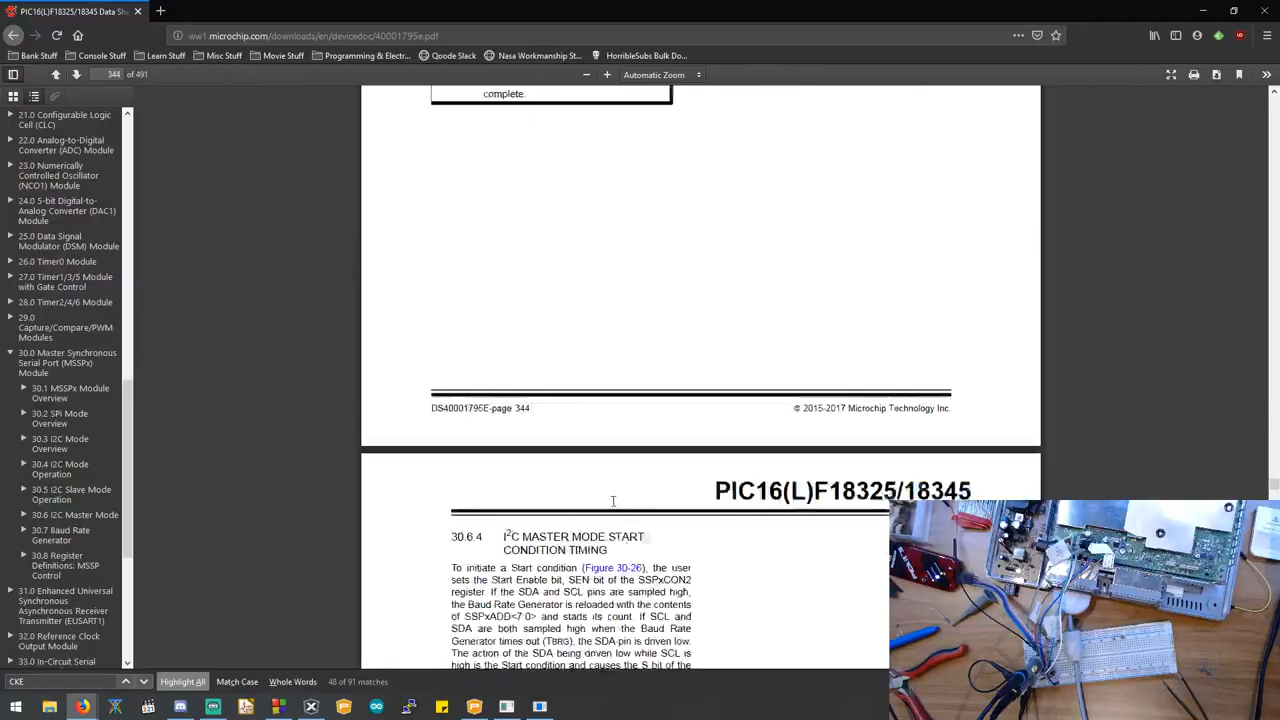 PIC16(L)F18325/18345 Data She
ww1.microchip.com/downloads/en/devicedoc/40001795e.pdf
Bank Stuff
Console Stuff
Learn Stuff
Misc Stuff
Movie Stuff
Programming & Electr...
Qoode Slack
Nasa Workmanship St...
HorribleSubs Bulk Do...
344 of 491
Automatic Zoom
21.0 Configurable Logic
Cell (CLC)
22.0 Analog-to-Digital
Converter (ADC) Module
23.0 Numerically
Controlled Oscillator
(NCO1) Module
24.0 5-bit Digital-to-
Analog Converter (DAC1)
Module
25.0 Data Signal
Modulator (DSM) Module
26.0 Timer0 Module
27.0 Timer1/3/5 Module
with Gate Control
28.0 Timer2/4/6 Module
29.0
Capture/Compare/PWM
Modules
30.0 Master Synchronous
Serial Port (MSSPx)
Module
30.1 MSSPx Module
Overview
30.2 SPI Mode
Overview
30.3 I2C Mode
Overview
30.4 I2C Mode
Operation
30.5 I2C Slave Mode
Operation
30.6 I2C Master Mode
30.7 Baud Rate
Generator
30.8 Register
Definitions: MSSP
Control
31.0 Enhanced Universal
Synchronous
Asynchronous Receiver
Transmitter (EUSART1)
32.0 Reference Clock
Output Module
33.0 In-Circuit Serial
complete.
DS40001795E-page 344
© 2015-2017 Microchip Technology Inc.
PIC16(L)F18325/18345
30.6.4 I2C MASTER MODE START
CONDITION TIMING
To initiate a Start condition (Figure 30-26), the user
sets the Start Enable bit, SEN bit of the SSPxCON2
register. If the SDA and SCL pins are sampled high,
the Baud Rate Generator is reloaded with the contents
of SSPxADD<7:0> and starts its count. If SCL and
SDA are both sampled high when the Baud Rate
Generator times out (TBRG), the SDA pin is driven low.
The action of the SDA being driven low while SCL is
high is the Start condition and causes the S bit of the
CKE
Highlight All
Match Case
Whole Words
48 of 91 matches